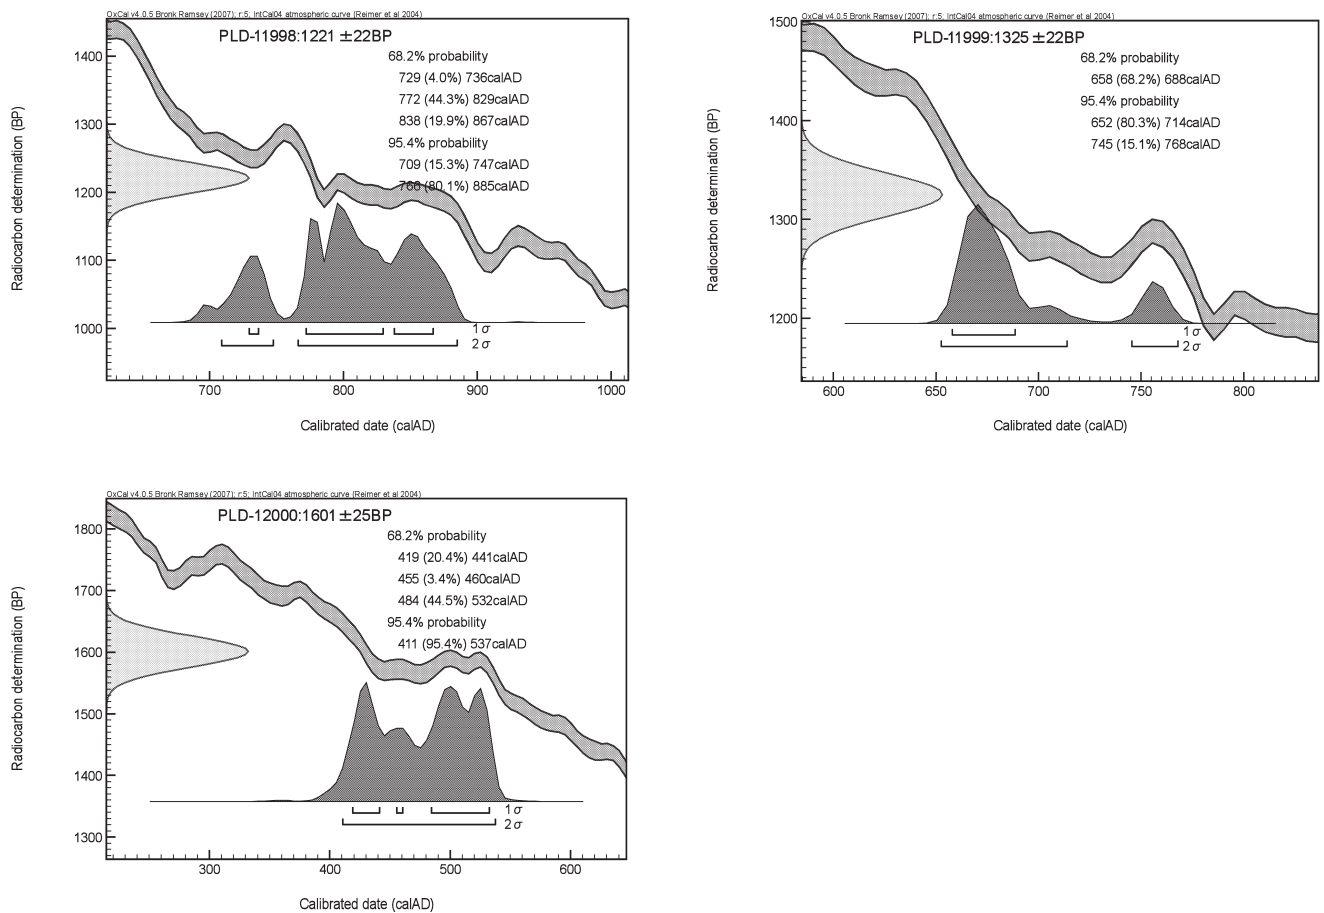 OxCal v4.0.5 Bronk Ramsey (2007); r:5; IntCal04 atmospheric curve (Reimer et al 2004)
PLD-11998:1221 ±22BP
68.2% probability
729 (4.0%) 736calAD
772 (44.3%) 829calAD
838 (19.9%) 867calAD
95.4% probability
709 (15.3%) 747calAD
766 (80.1%) 885calAD
Radiocarbon determination (BP)
1400
1300
1200
1100
1000
1 σ
2 σ
700 800 900 1000
Calibrated date (calAD)
OxCal v4.0.5 Bronk Ramsey (2007); r:5; IntCal04 atmospheric curve (Reimer et al 2004)
PLD-11999:1325 ±22BP
68.2% probability
658 (68.2%) 688calAD
95.4% probability
652 (80.3%) 714calAD
745 (15.1%) 768calAD
Radiocarbon determination (BP)
1500
1400
1300
1200
1 σ
2 σ
600 650 700 750 800
Calibrated date (calAD)
OxCal v4.0.5 Bronk Ramsey (2007); r:5; IntCal04 atmospheric curve (Reimer et al 2004)
PLD-12000:1601 ±25BP
68.2% probability
419 (20.4%) 441calAD
455 (3.4%) 460calAD
484 (44.5%) 532calAD
95.4% probability
411 (95.4%) 537calAD
Radiocarbon determination (BP)
1800
1700
1600
1500
1400
1300
1 σ
2 σ
300 400 500 600
Calibrated date (calAD)